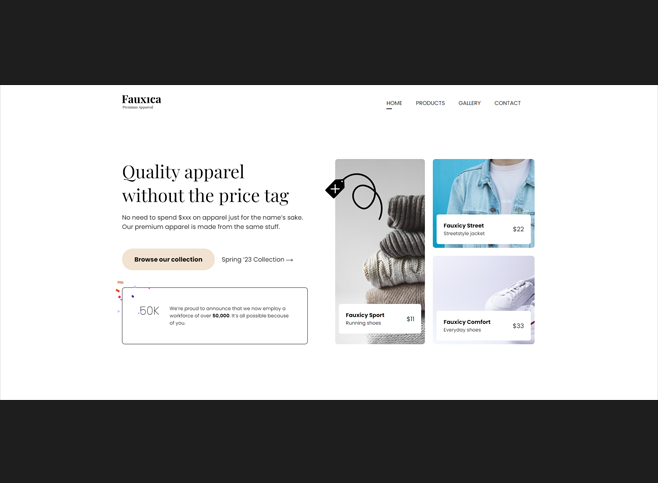 Fauxıca
Premium Apparel
HOME
PRODUCTS
GALLERY
CONTACT
Quality apparel
without the price tag
No need to spend $xxx on apparel just for the name's sake.
Our premium apparel is made from the same stuff.
Browse our collection
Spring '23 Collection →
50K
We're proud to announce that we now employ a
workforce of over 50,000. It's all possible because
of you.
Fauxicy Sport
Running shoes
$11
Fauxicy Street
Streetstyle jacket
$22
Fauxicy Comfort
Everyday shoes
$33